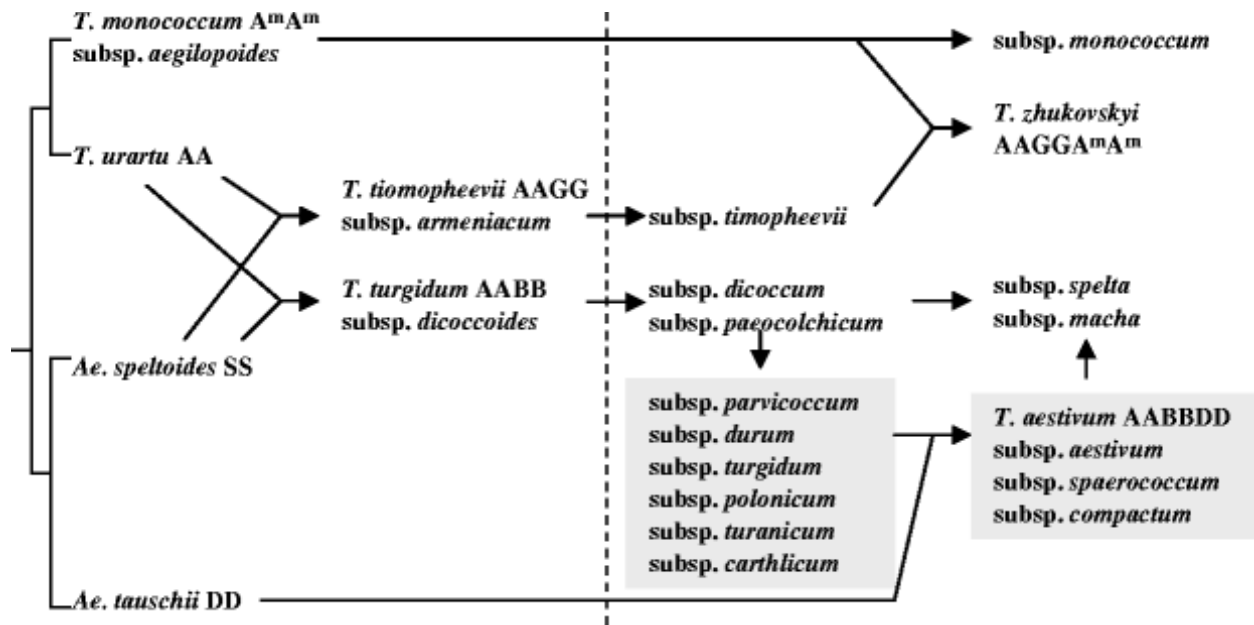 T. monococcum AᵐAᵐ
subsp. aegilopoides
subsp. monococcum
T. zhukovskyi
AAGGAᵐAᵐ
T. urartu AA
T. tiomopheevii AAGG
subsp. armeniacum
subsp. timopheevii
T. turgidum AABB
subsp. dicoccoides
subsp. dicoccum
subsp. paeocolchicum
subsp. spelta
subsp. macha
Ae. speltoides SS
subsp. parvicoccum
subsp. durum
subsp. turgidum
subsp. polonicum
subsp. turanicum
subsp. carthlicum
T. aestivum AABBDD
subsp. aestivum
subsp. spaerococcum
subsp. compactum
Ae. tauschii DD